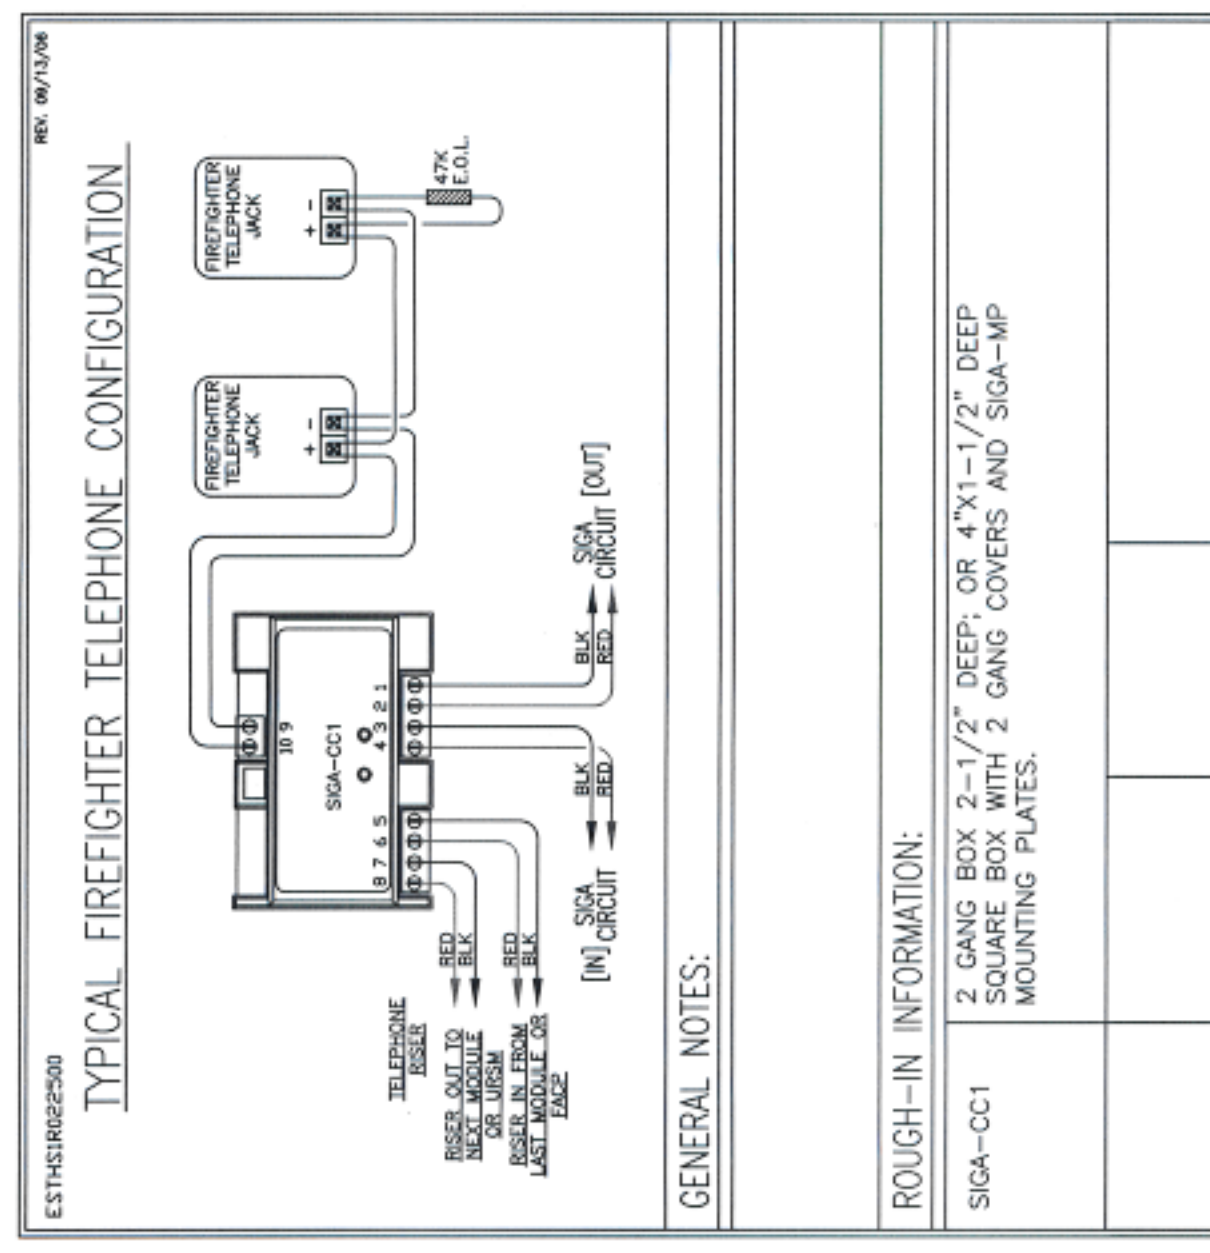 ESTHS1R022500
REV. 09/13/06
TYPICAL FIREFIGHTER TELEPHONE CONFIGURATION
FIREFIGHTER
TELEPHONE
JACK
+ -
FIREFIGHTER
TELEPHONE
JACK
+ -
47K
E.O.L.
10 9
SIGA-CC1
8 7 6 5 4 3 2 1
TELEPHONE
RISER
RISER OUT TO
NEXT MODULE
OR URSM
RED
BLK
RISER IN FROM
LAST MODULE OR
FACP
RED
BLK
[IN] SIGA
CIRCUIT
BLK
RED
BLK
RED
SIGA
CIRCUIT [OUT]
GENERAL NOTES:
ROUGH-IN INFORMATION:
SIGA-CC1
2 GANG BOX 2-1/2" DEEP; OR 4"X1-1/2" DEEP
SQUARE BOX WITH 2 GANG COVERS AND SIGA-MP
MOUNTING PLATES.